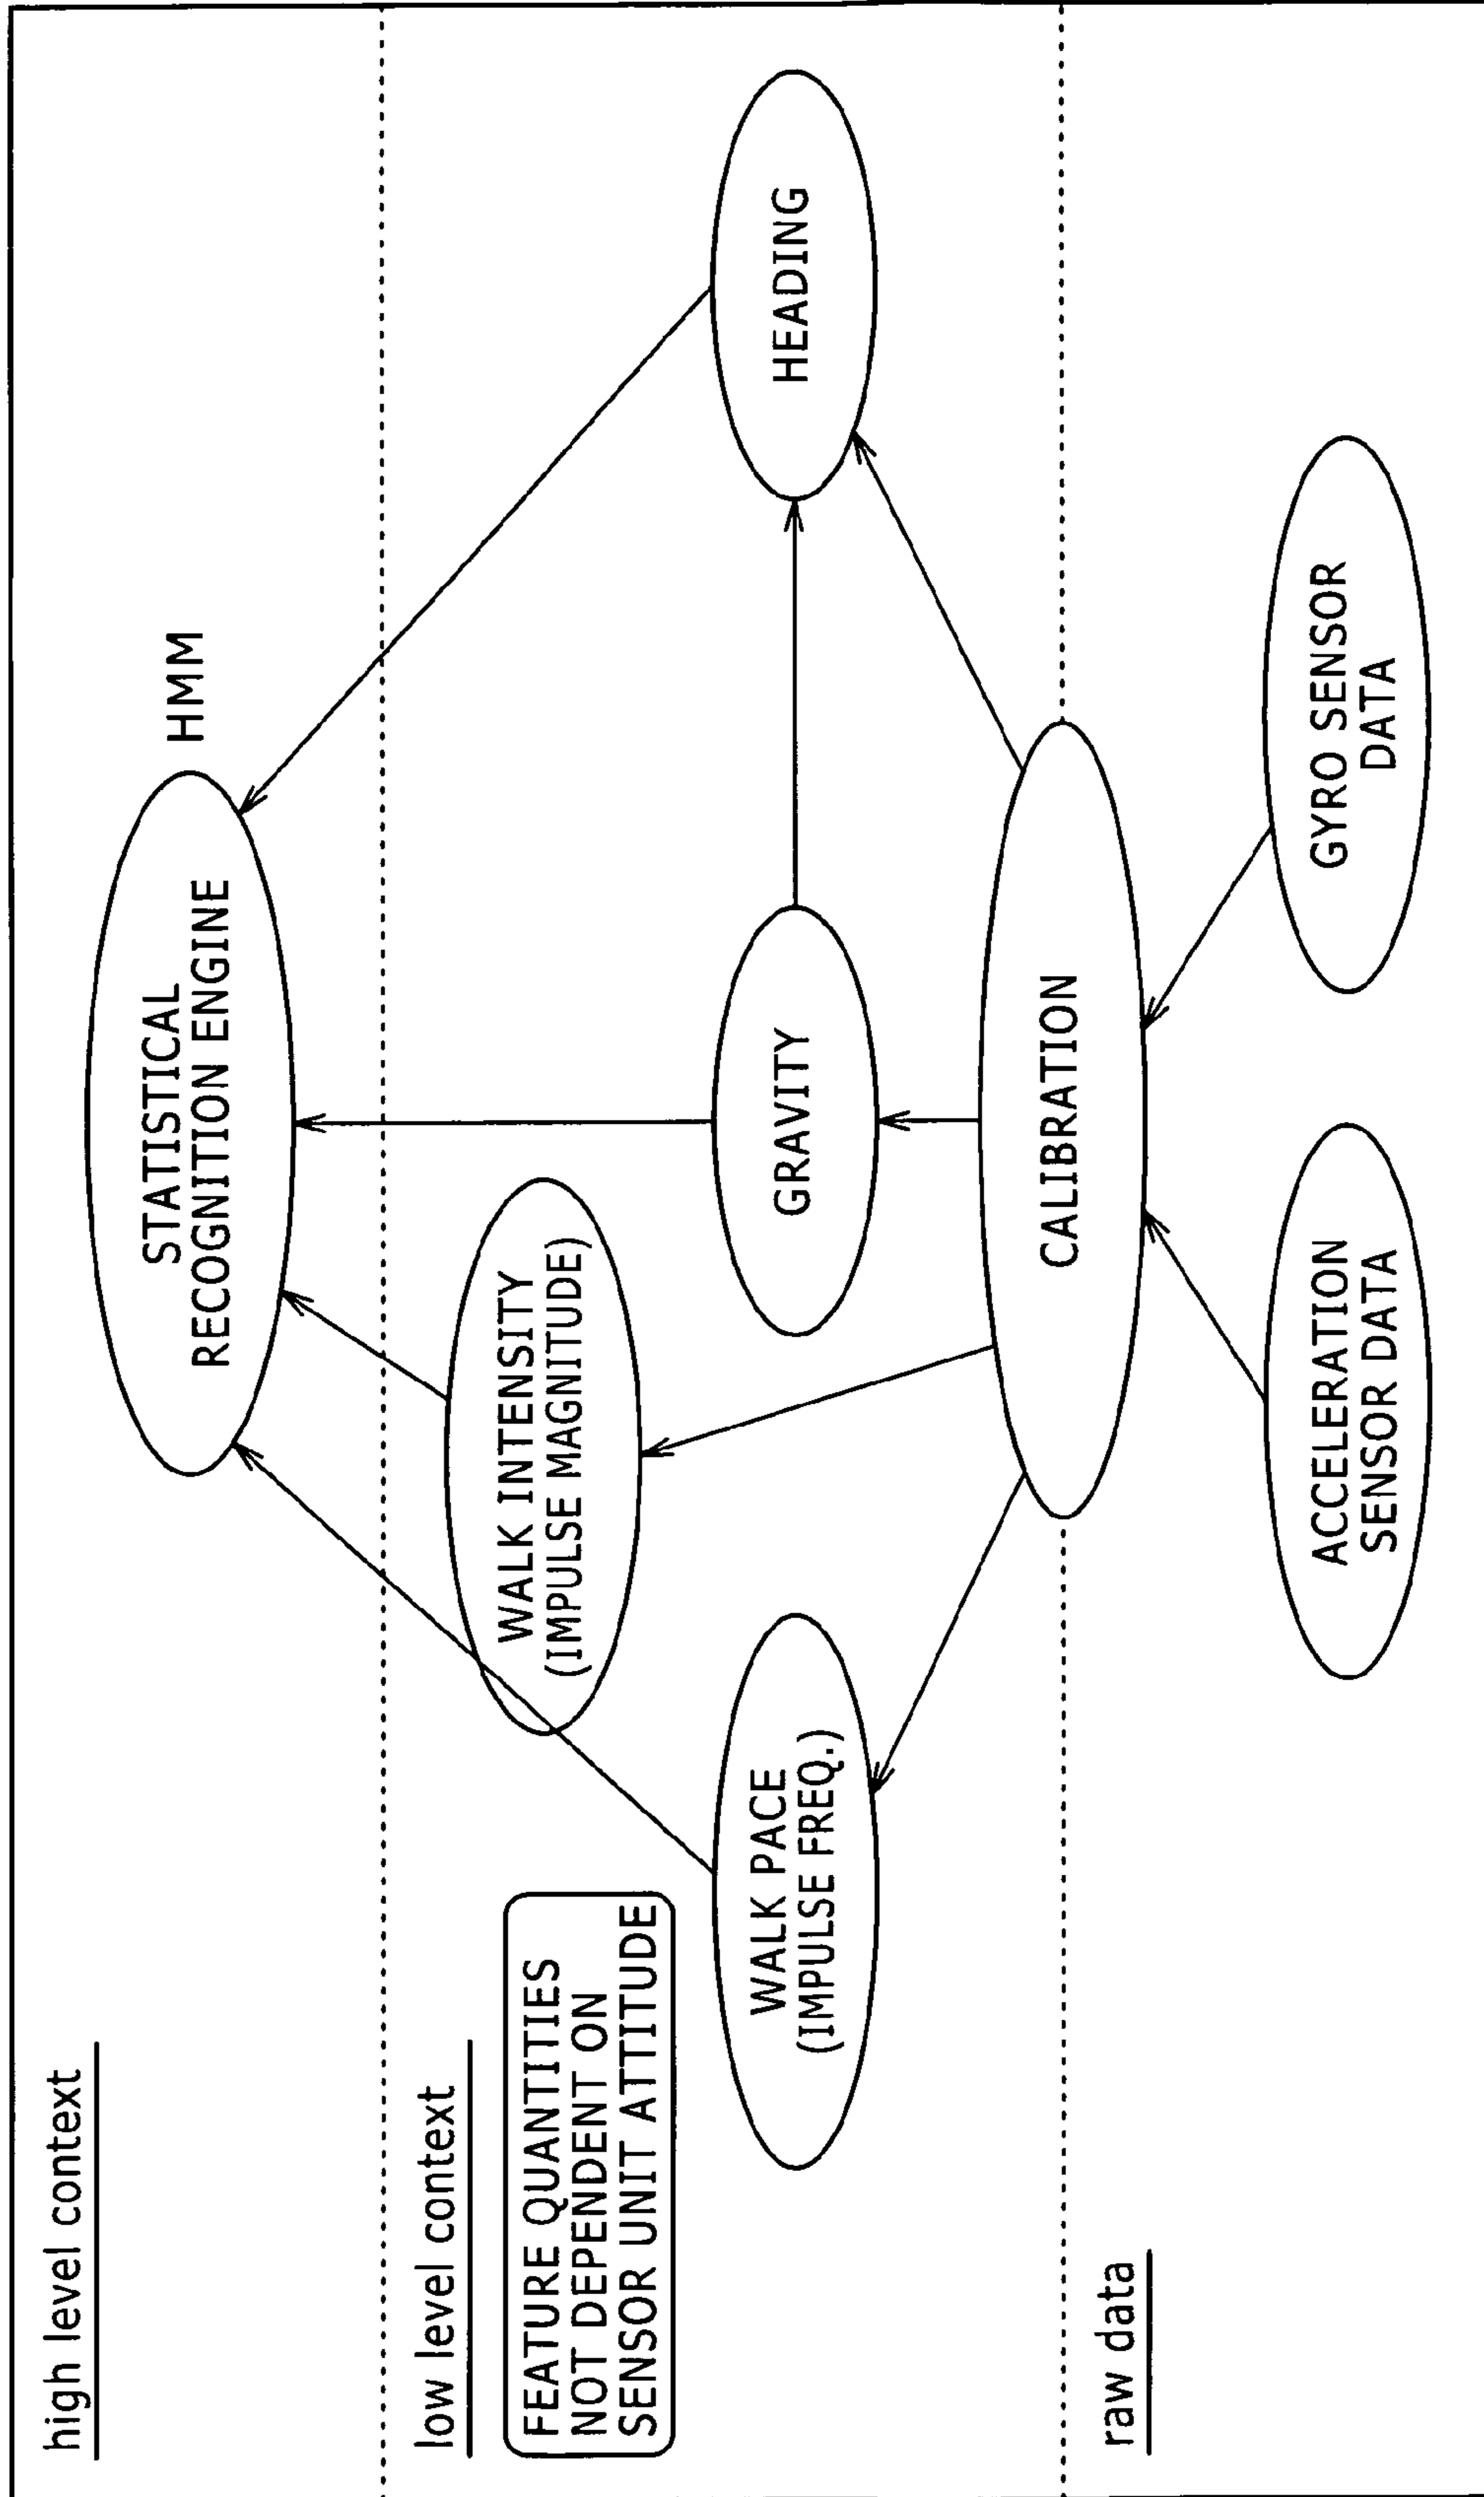 high level context
STATISTICAL
RECOGNITION ENGINE
HMM
low level context
FEATURE QUANTITIES
NOT DEPENDENT ON
SENSOR UNIT ATTITUDE
WALK INTENSITY
(IMPULSE MAGNITUDE)
WALK PACE
(IMPULSE FREQ.)
GRAVITY
HEADING
raw data
CALIBRATION
ACCELERATION
SENSOR DATA
GYRO SENSOR
DATA